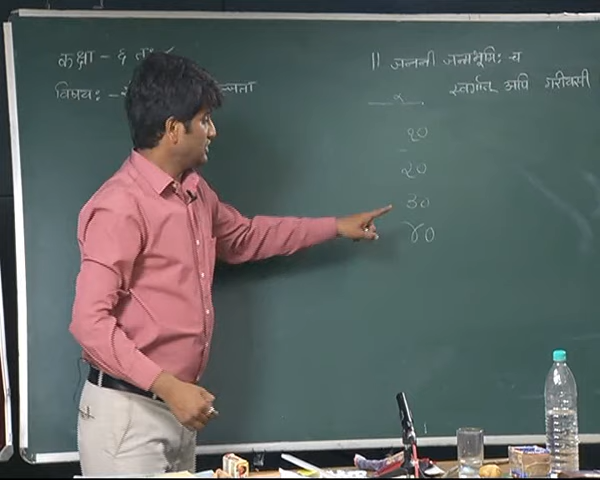 कक्षा - ६
विषयः -
॥ जननी जन्मभूमिः च
स्वर्गात् अपि गरीयसी
१०
२०
३०
४०